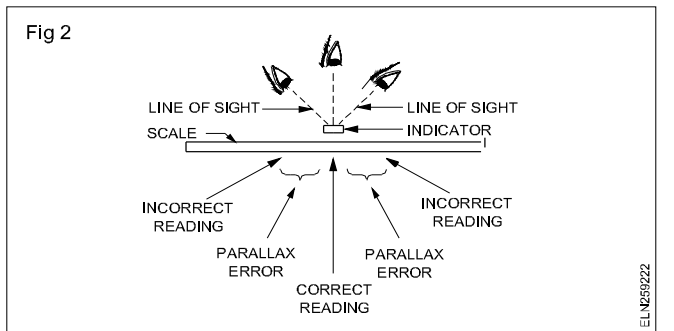 Fig 2
LINE OF SIGHT
LINE OF SIGHT
SCALE
INDICATOR
INCORRECT
READING
INCORRECT
READING
PARALLAX
ERROR
PARALLAX
ERROR
CORRECT
READING
ELN259222